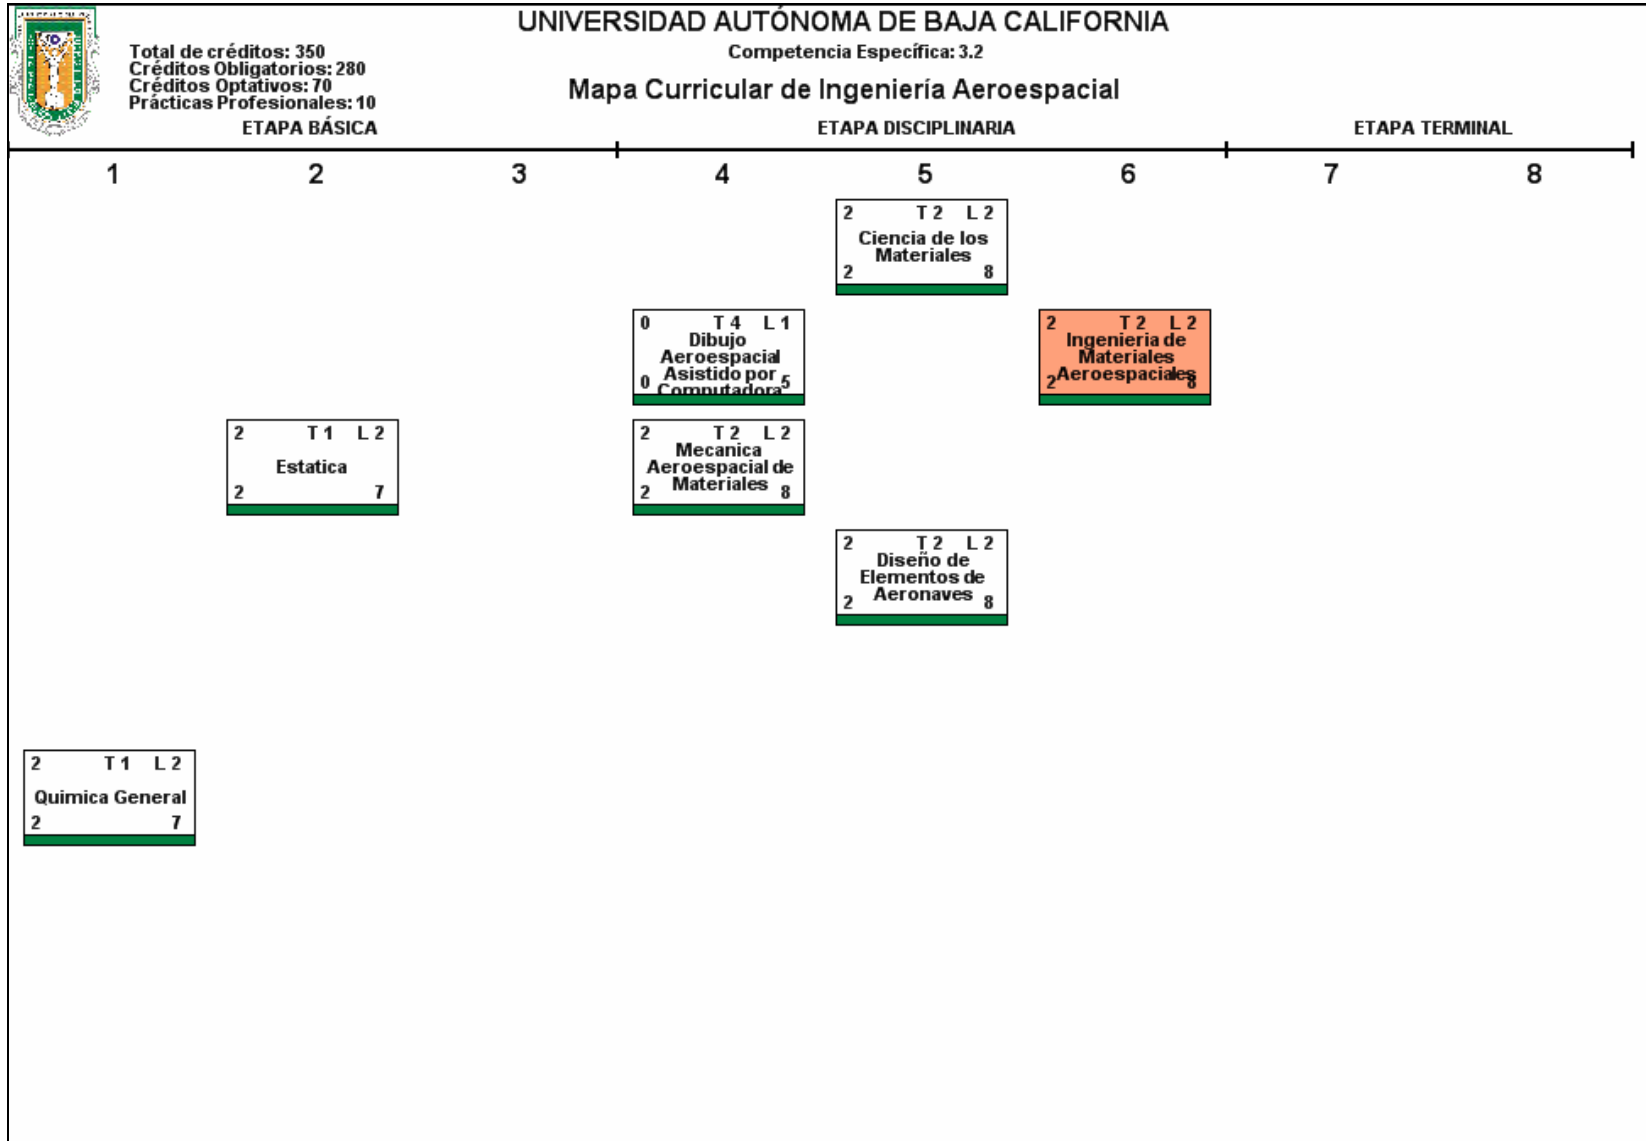 UNIVERSIDAD AUTÓNOMA DE BAJA CALIFORNIA
Total de créditos: 350
Créditos Obligatorios: 280
Créditos Optativos: 70
Prácticas Profesionales: 10
Competencia Específica: 3.2
Mapa Curricular de Ingeniería Aeroespacial
ETAPA BÁSICA ETAPA DISCIPLINARIA ETAPA TERMINAL
1 2 3 4 5 6 7 8
2 T 2 L 2
Ciencia de los
Materiales
2 8
0 T 4 L 1
Dibujo
Aeroespacial
Asistido por
Computadora
0 5
2 T 2 L 2
Ingenieria de
Materiales
Aeroespaciales
2 8
2 T 1 L 2
Estatica
2 7
2 T 2 L 2
Mecanica
Aeroespacial de
Materiales
2 8
2 T 2 L 2
Diseño de
Elementos de
Aeronaves
2 8
2 T 1 L 2
Quimica General
2 7